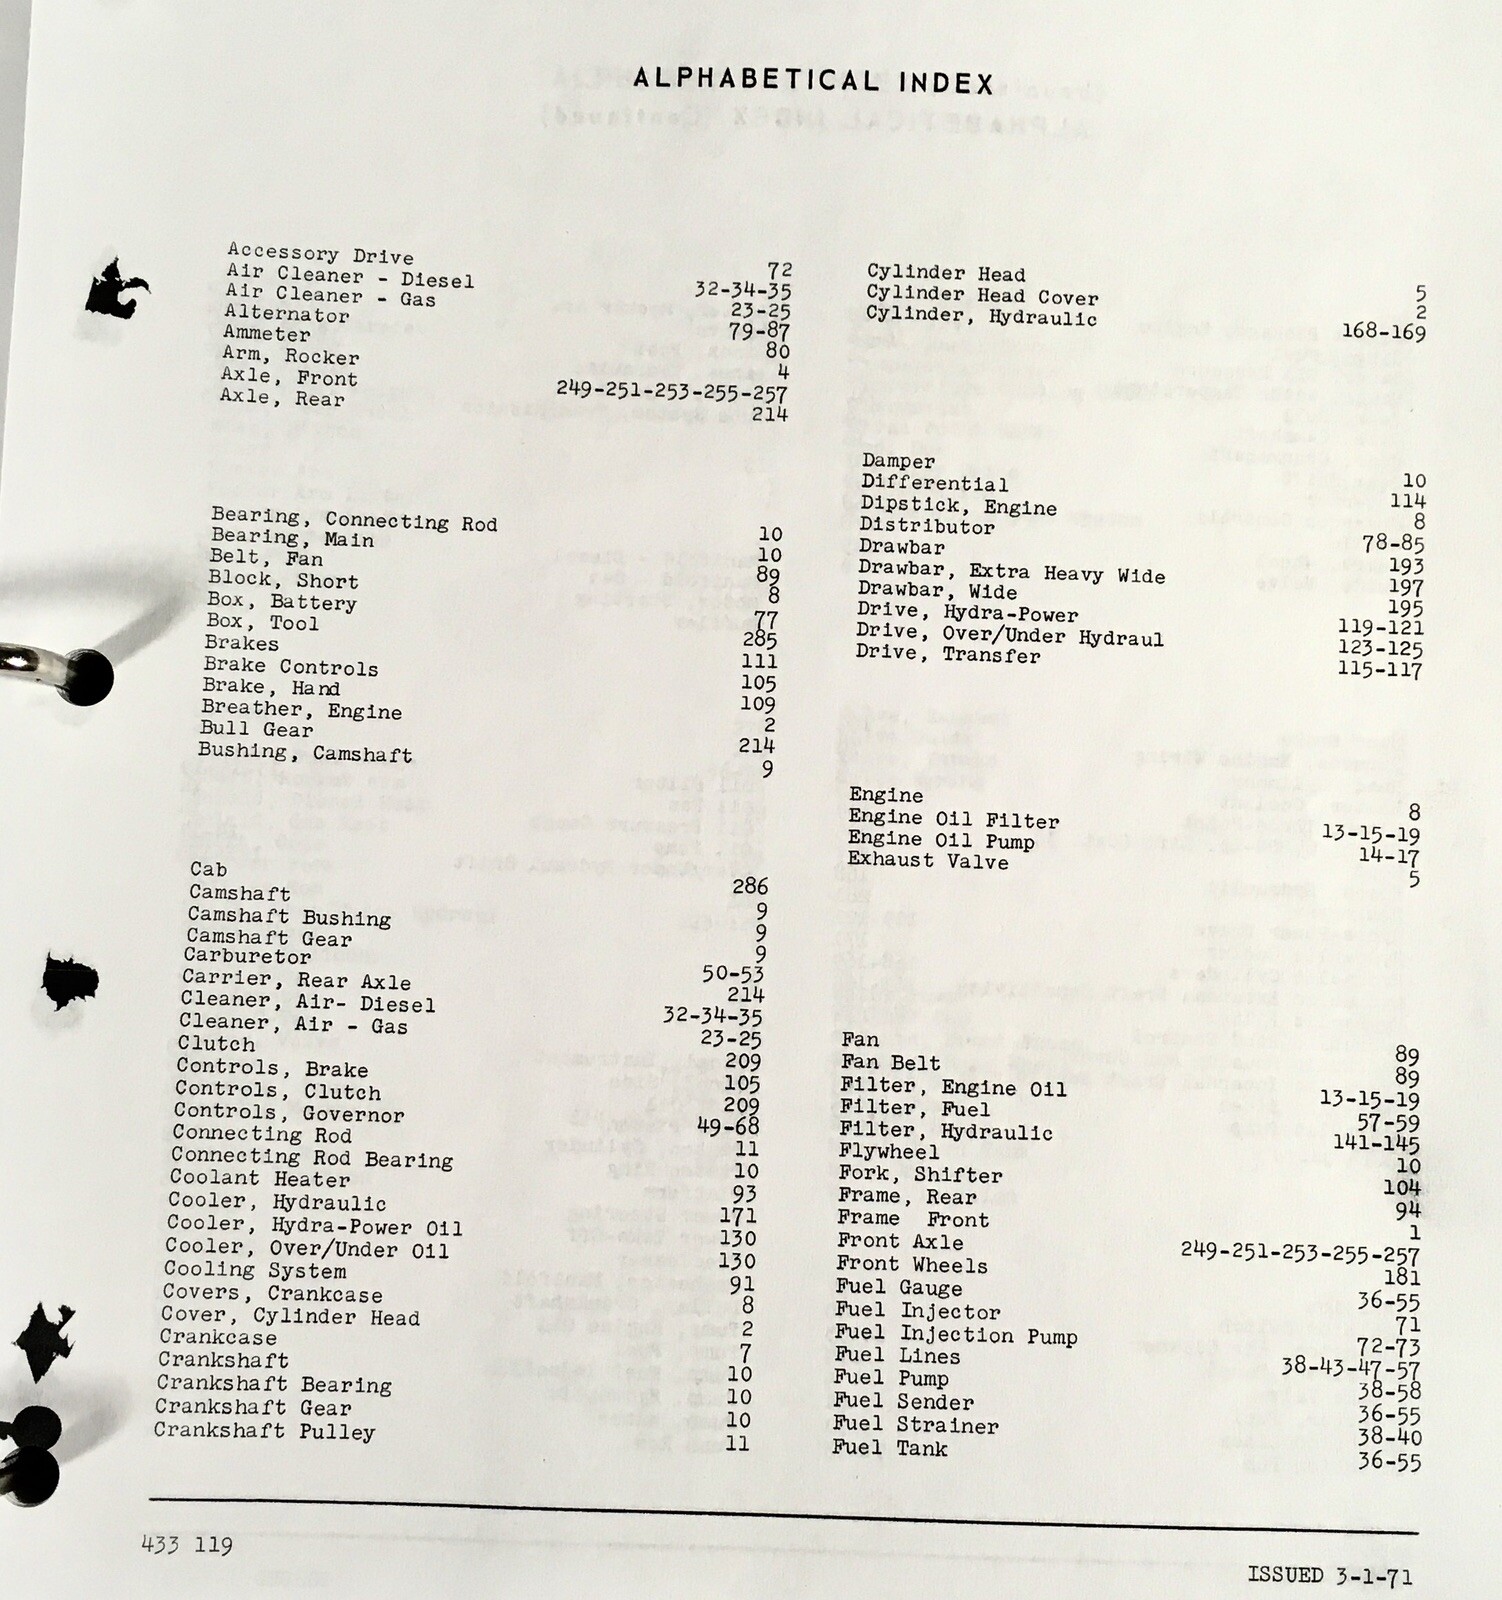 ALPHABETICAL INDEX
Accessory Drive 72
Air Cleaner - Diesel 32-34-35
Air Cleaner - Gas 23-25
Alternator 79-87
Ammeter 80
Arm, Rocker 4
Axle, Front 249-251-253-255-257
Axle, Rear 214
Bearing, Connecting Rod 10
Bearing, Main 10
Belt, Fan 89
Block, Short 8
Box, Battery 77
Box, Tool 285
Brakes 111
Brake Controls 105
Brake, Hand 109
Breather, Engine 2
Bull Gear 214
Bushing, Camshaft 9
Cab 286
Camshaft 9
Camshaft Bushing 9
Camshaft Gear 9
Carburetor 50-53
Carrier, Rear Axle 214
Cleaner, Air- Diesel 32-34-35
Cleaner, Air - Gas 23-25
Clutch 209
Controls, Brake 105
Controls, Clutch 209
Controls, Governor 49-68
Connecting Rod 11
Connecting Rod Bearing 10
Coolant Heater 93
Cooler, Hydraulic 171
Cooler, Hydra-Power Oil 130
Cooler, Over/Under Oil 130
Cooling System 91
Covers, Crankcase 8
Cover, Cylinder Head 2
Crankcase 7
Crankshaft 10
Crankshaft Bearing 10
Crankshaft Gear 10
Crankshaft Pulley 11
Cylinder Head 5
Cylinder Head Cover 2
Cylinder, Hydraulic 168-169
Damper 10
Differential 114
Dipstick, Engine 8
Distributor 78-85
Drawbar 193
Drawbar, Extra Heavy Wide 197
Drawbar, Wide 195
Drive, Hydra-Power 119-121
Drive, Over/Under Hydraul 123-125
Drive, Transfer 115-117
Engine 8
Engine Oil Filter 13-15-19
Engine Oil Pump 14-17
Exhaust Valve 5
Fan 89
Fan Belt 89
Filter, Engine Oil 13-15-19
Filter, Fuel 57-59
Filter, Hydraulic 141-145
Flywheel 10
Fork, Shifter 104
Frame, Rear 94
Frame Front 1
Front Axle 249-251-253-255-257
Front Wheels 181
Fuel Gauge 36-55
Fuel Injector 71
Fuel Injection Pump 72-73
Fuel Lines 38-43-47-57
Fuel Pump 38-58
Fuel Sender 36-55
Fuel Strainer 38-40
Fuel Tank 36-55
433 119
ISSUED 3-1-71